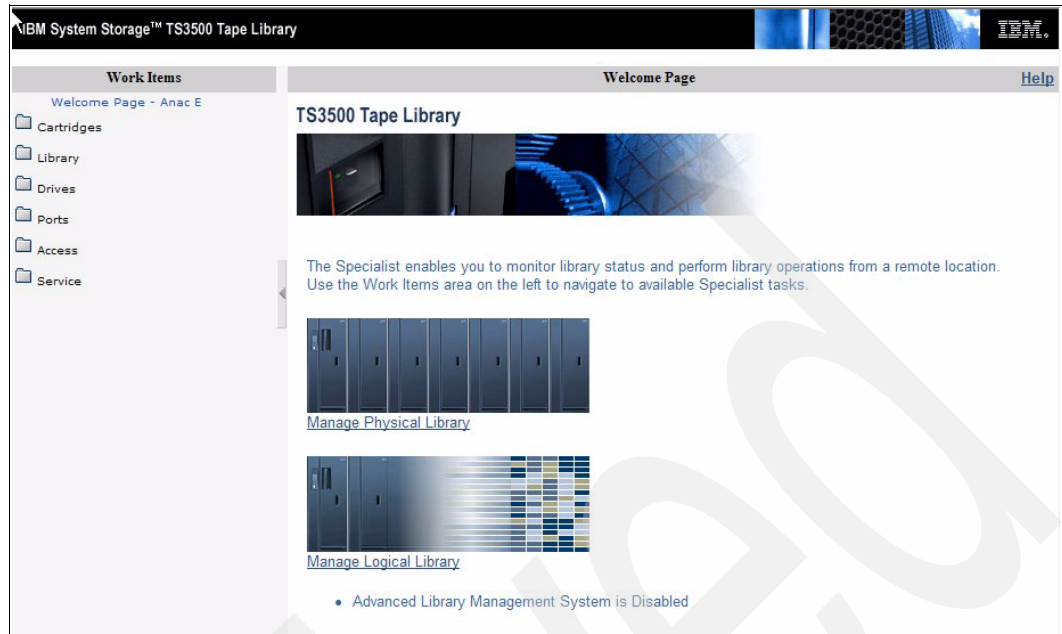 IBM System Storage™ TS3500 Tape Library
IBM.
Work Items
Welcome Page - Anac E
Cartridges
Library
Drives
Ports
Access
Service
Welcome Page
Help
TS3500 Tape Library
The Specialist enables you to monitor library status and perform library operations from a remote location.
Use the Work Items area on the left to navigate to available Specialist tasks.
Manage Physical Library
Manage Logical Library
• Advanced Library Management System is Disabled